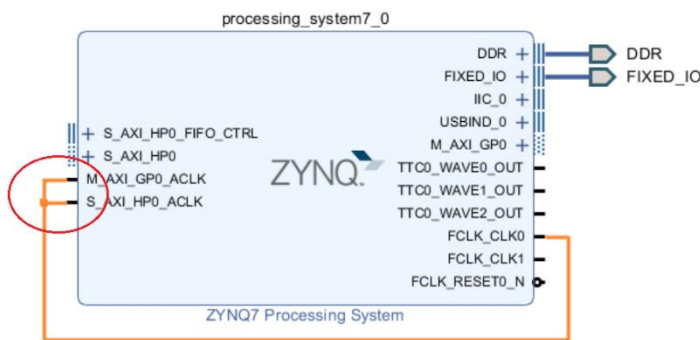 processing_system7_0
DDR
FIXED_IO
IIC_0
USBIND_0
M_AXI_GP0
TTC0_WAVE0_OUT
TTC0_WAVE1_OUT
TTC0_WAVE2_OUT
FCLK_CLK0
FCLK_CLK1
FCLK_RESET0_N
S_AXI_HP0_FIFO_CTRL
S_AXI_HP0
M_AXI_GP0_ACLK
S_AXI_HP0_ACLK
ZYNQ.
DDR
FIXED_IO
ZYNQ7 Processing System